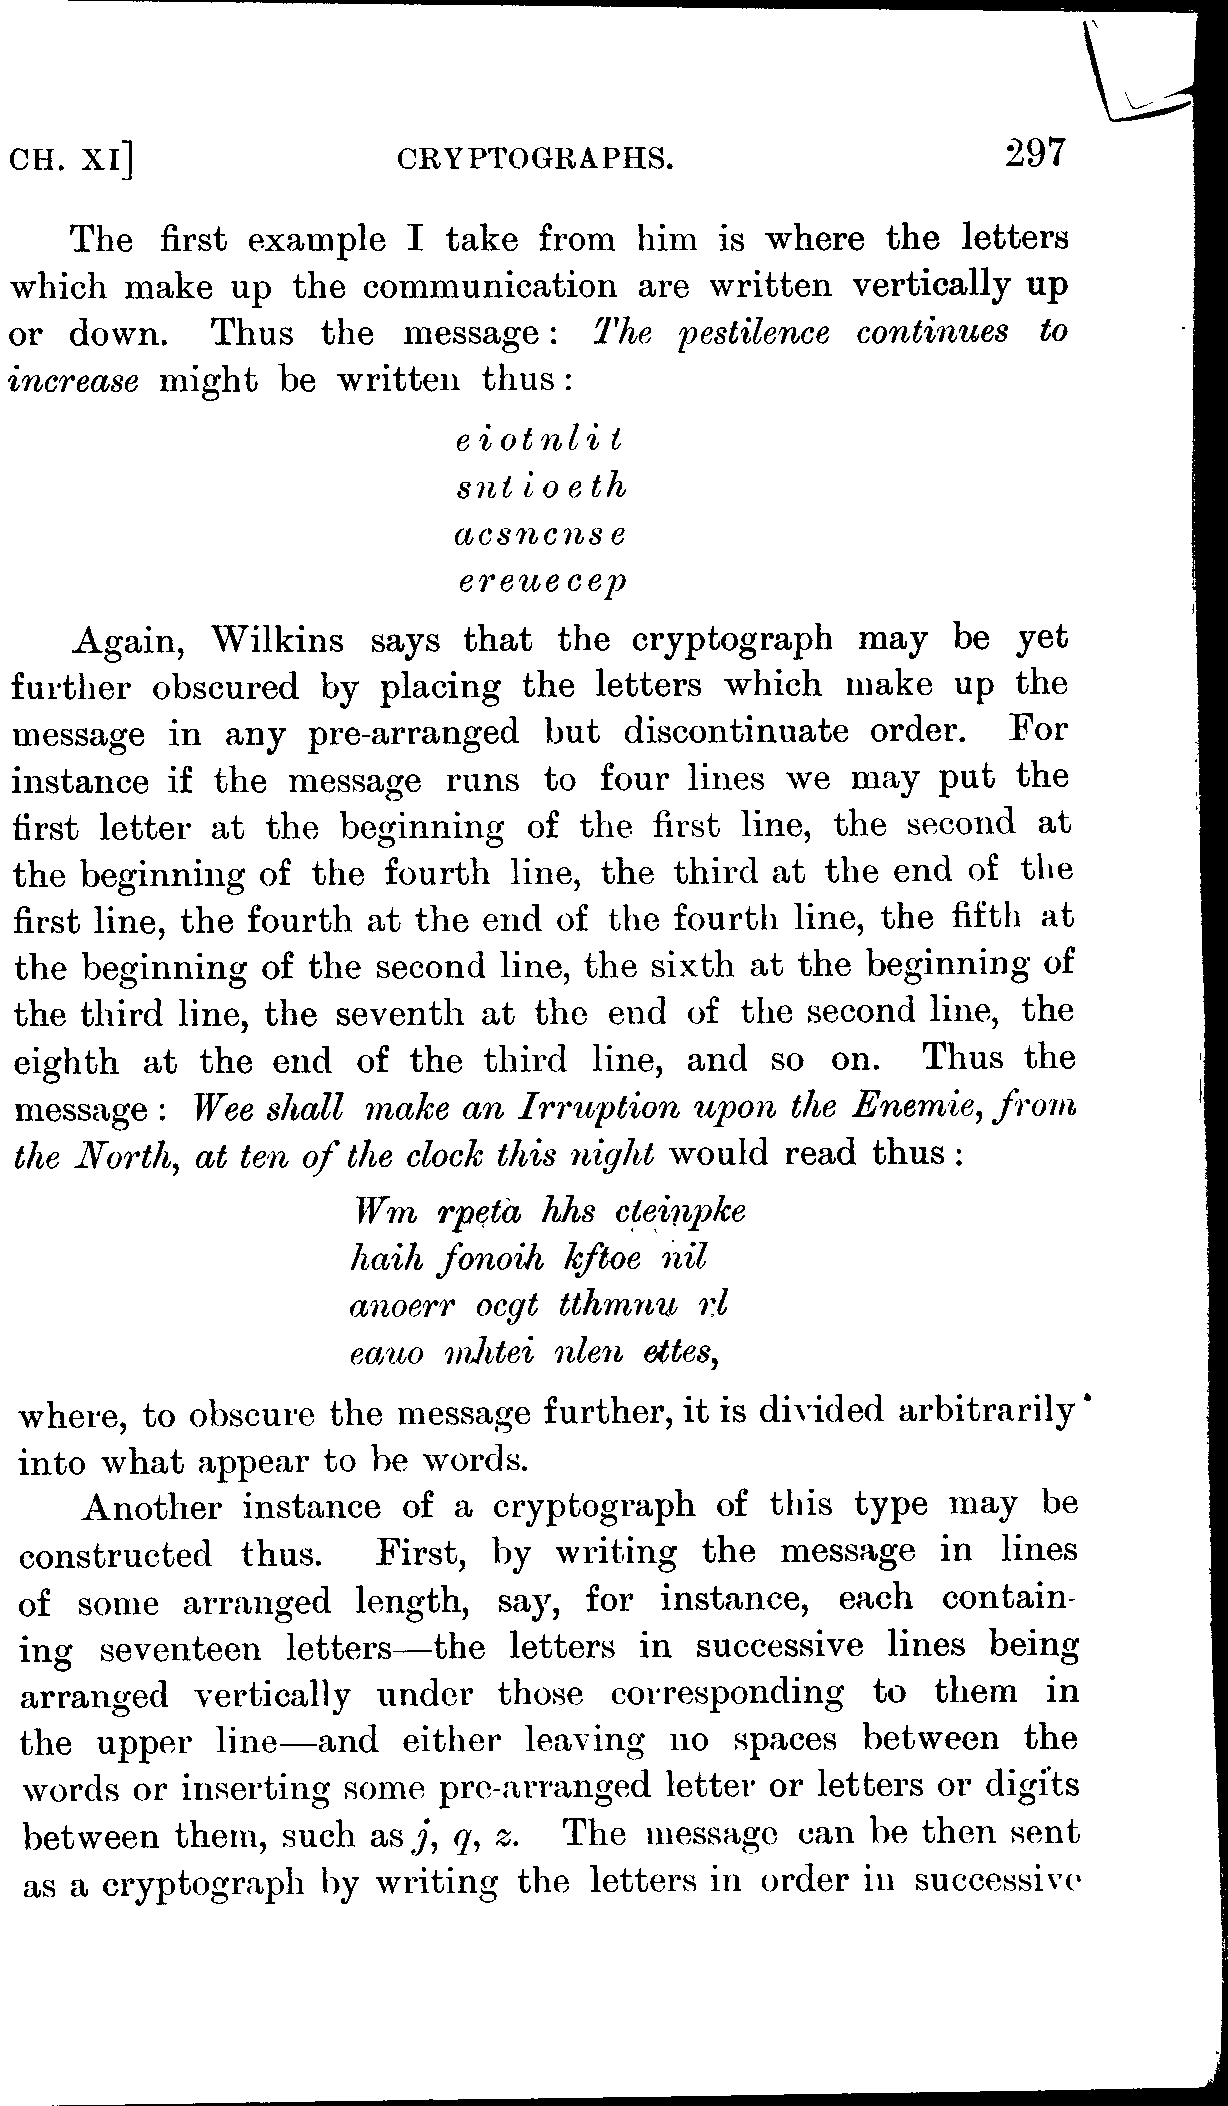 CH. XI] CRYPTOGRAPHS. 297
The first example I take from him is where the letters
which make up the communication are written vertically up
or down. Thus the message: The pestilence continues to
increase might be written thus:
e i o t n l i t
s n t i o e t h
a c s n c n s e
e r e u e c e p
Again, Wilkins says that the cryptograph may be yet
further obscured by placing the letters which make up the
message in any pre-arranged but discontinuate order. For
instance if the message runs to four lines we may put the
first letter at the beginning of the first line, the second at
the beginning of the fourth line, the third at the end of the
first line, the fourth at the end of the fourth line, the fifth at
the beginning of the second line, the sixth at the beginning of
the third line, the seventh at the end of the second line, the
eighth at the end of the third line, and so on. Thus the
message: Wee shall make an Irruption upon the Enemie, from
the North, at ten of the clock this night would read thus:
Wm rpeta hhs cteinpke
haih fonoih kftoe nil
anoerr ocgt tthmnu rl
eauo mhtei nlen ettes,
where, to obscure the message further, it is divided arbitrarily
into what appear to be words.
Another instance of a cryptograph of this type may be
constructed thus. First, by writing the message in lines
of some arranged length, say, for instance, each contain-
ing seventeen letters—the letters in successive lines being
arranged vertically under those corresponding to them in
the upper line—and either leaving no spaces between the
words or inserting some pre-arranged letter or letters or digits
between them, such as j, q, z. The message can be then sent
as a cryptograph by writing the letters in order in successive